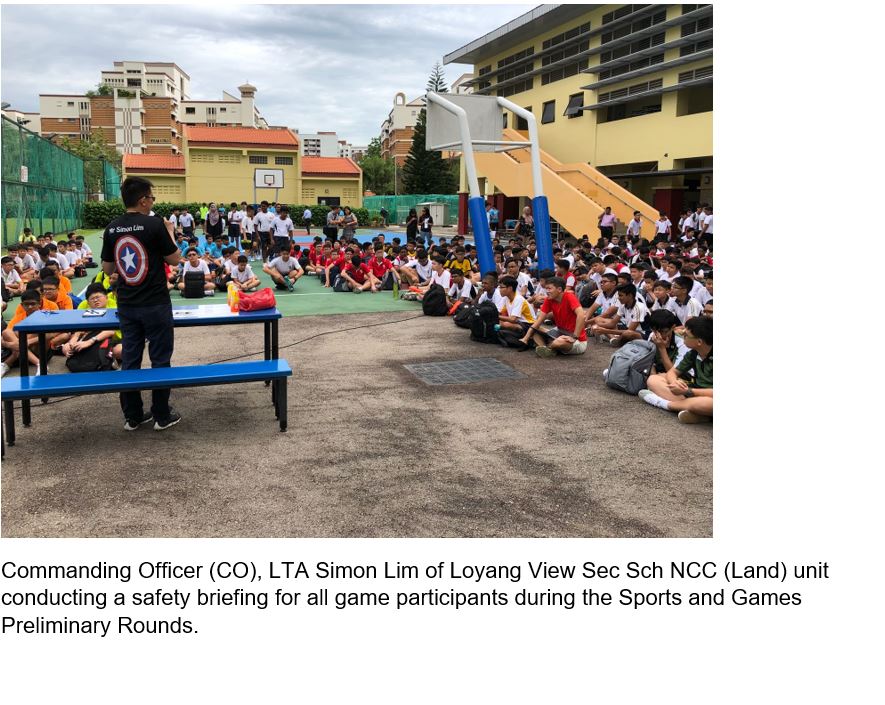 Mr Simon Lim
Commanding Officer (CO), LTA Simon Lim of Loyang View Sec Sch NCC (Land) unit
conducting a safety briefing for all game participants during the Sports and Games
Preliminary Rounds.